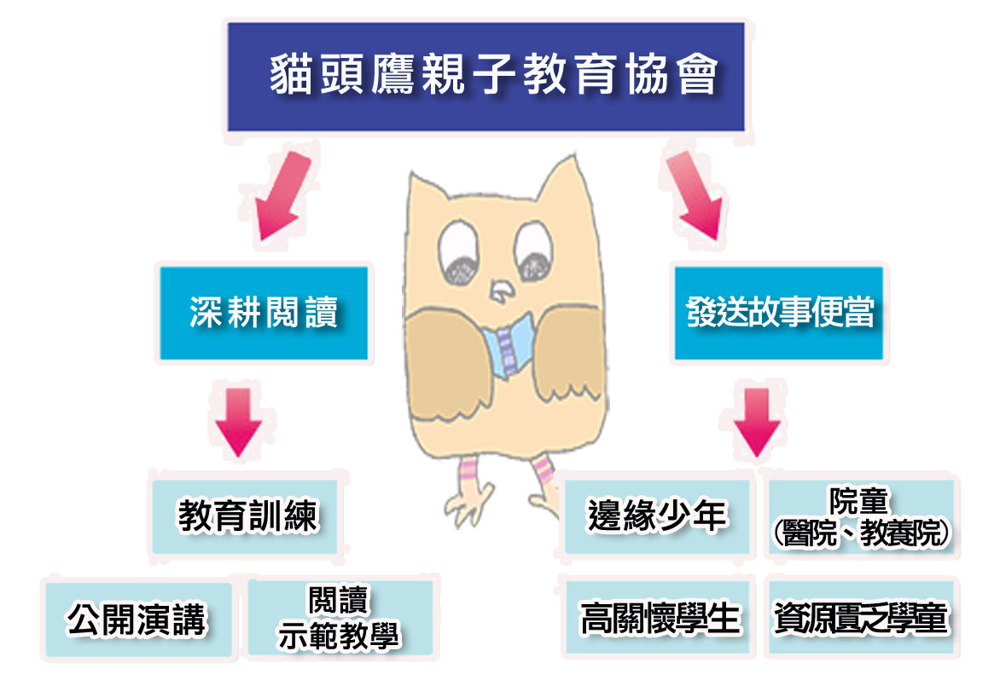 貓頭鷹親子教育協會
深耕閱讀
發送故事便當
教育訓練
公開演講
閱讀
示範教學
邊緣少年
院童
(醫院、教養院)
高關懷學生
資源匱乏學童